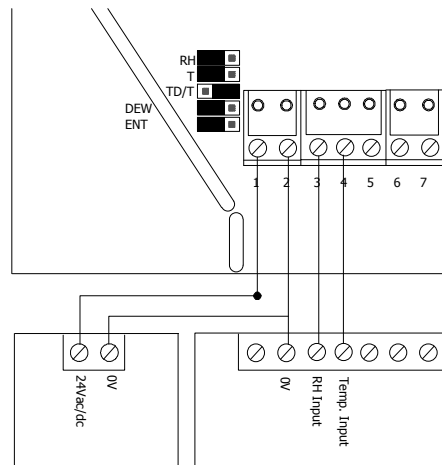 RH
T
TD/T
DEW
ENT
1 2 3 4 5 6 7
24Vac/dc
0V
0V
RH Input
Temp. Input